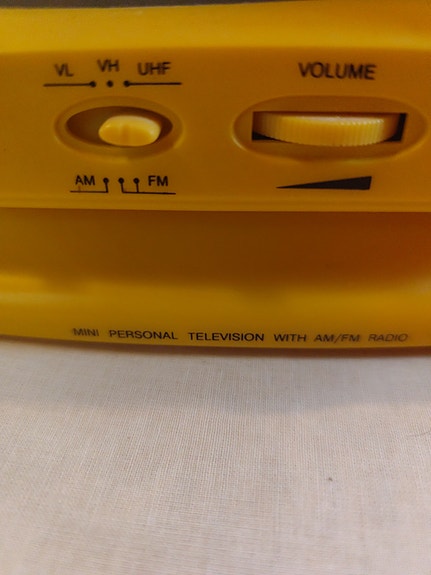 VL VH UHF VOLUME
AM FM
MINI PERSONAL TELEVISION WITH AM/FM RADIO